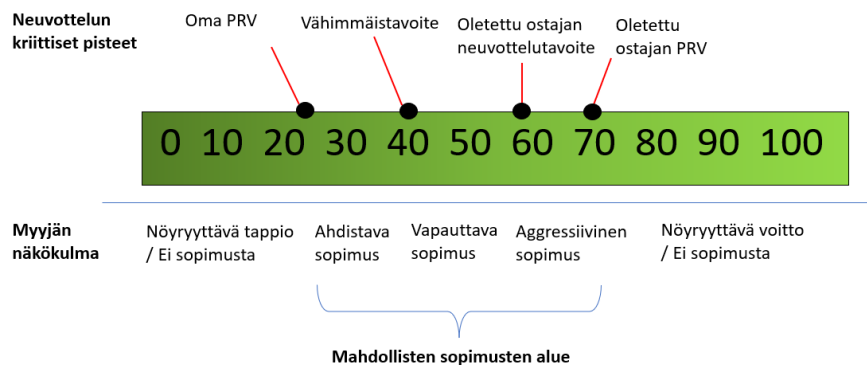 Neuvottelun
kriittiset pisteet
Oma PRV
Vähimmäistavoite
Oletettu ostajan
neuvottelutavoite
Oletettu
ostajan PRV
0 10 20 30 40 50 60 70 80 90 100
Myyjän
näkökulma
Nöyryyttävä tappio
/ Ei sopimusta
Ahdistava
sopimus
Vapauttava
sopimus
Aggressiivinen
sopimus
Nöyryyttävä voitto
/ Ei sopimusta
Mahdollisten sopimusten alue